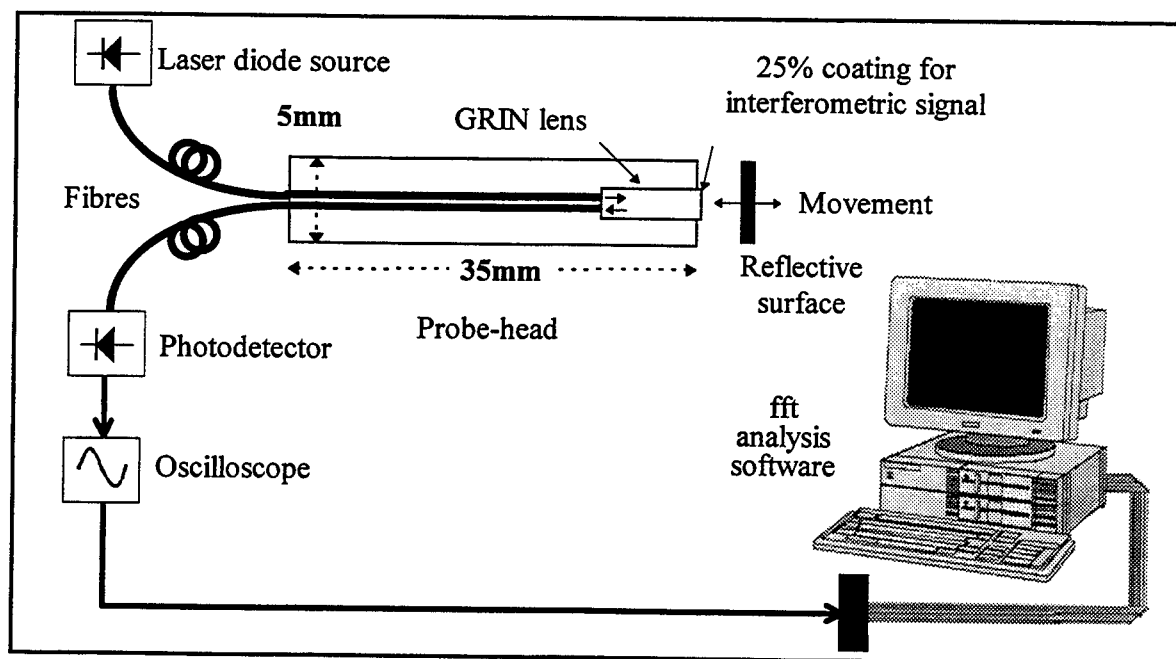 Laser diode source
25% coating for
interferometric signal
5mm
GRIN lens
Fibres
Movement
35mm
Reflective
surface
Probe-head
Photodetector
fft
analysis
software
Oscilloscope